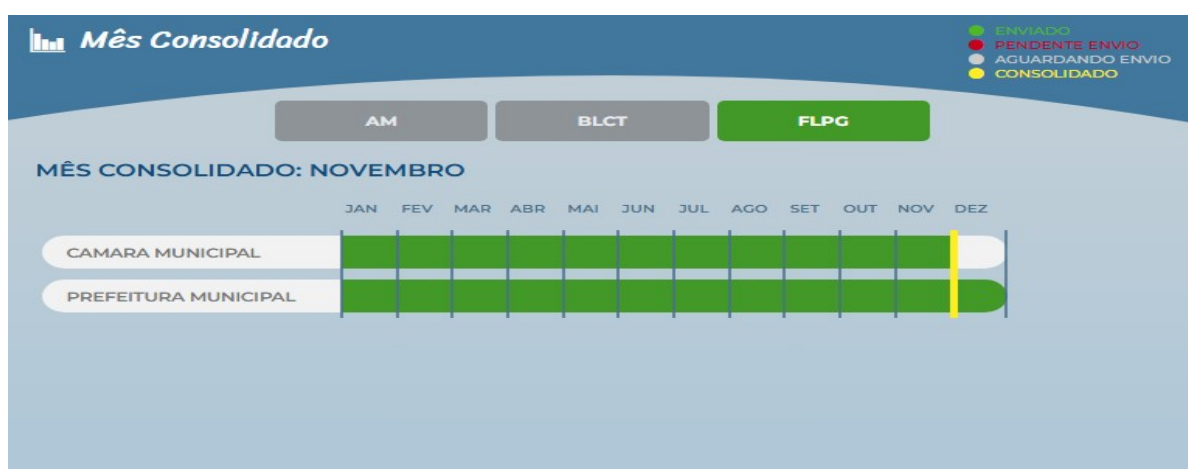 Mês Consolidado
ENVIADO
PENDENTE ENVIO
AGUARDANDO ENVIO
CONSOLIDADO
AM BLCT FLPG
MÊS CONSOLIDADO: NOVEMBRO
JAN FEV MAR ABR MAI JUN JUL AGO SET OUT NOV DEZ
CAMARA MUNICIPAL
PREFEITURA MUNICIPAL